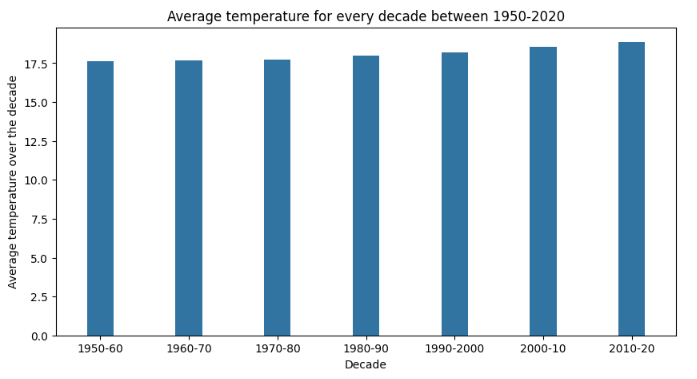 Average temperature for every decade between 1950-2020
Average temperature over the decade
17.5
15.0
12.5
10.0
7.5
5.0
2.5
0.0
1950-60 1960-70 1970-80 1980-90 1990-2000 2000-10 2010-20
Decade